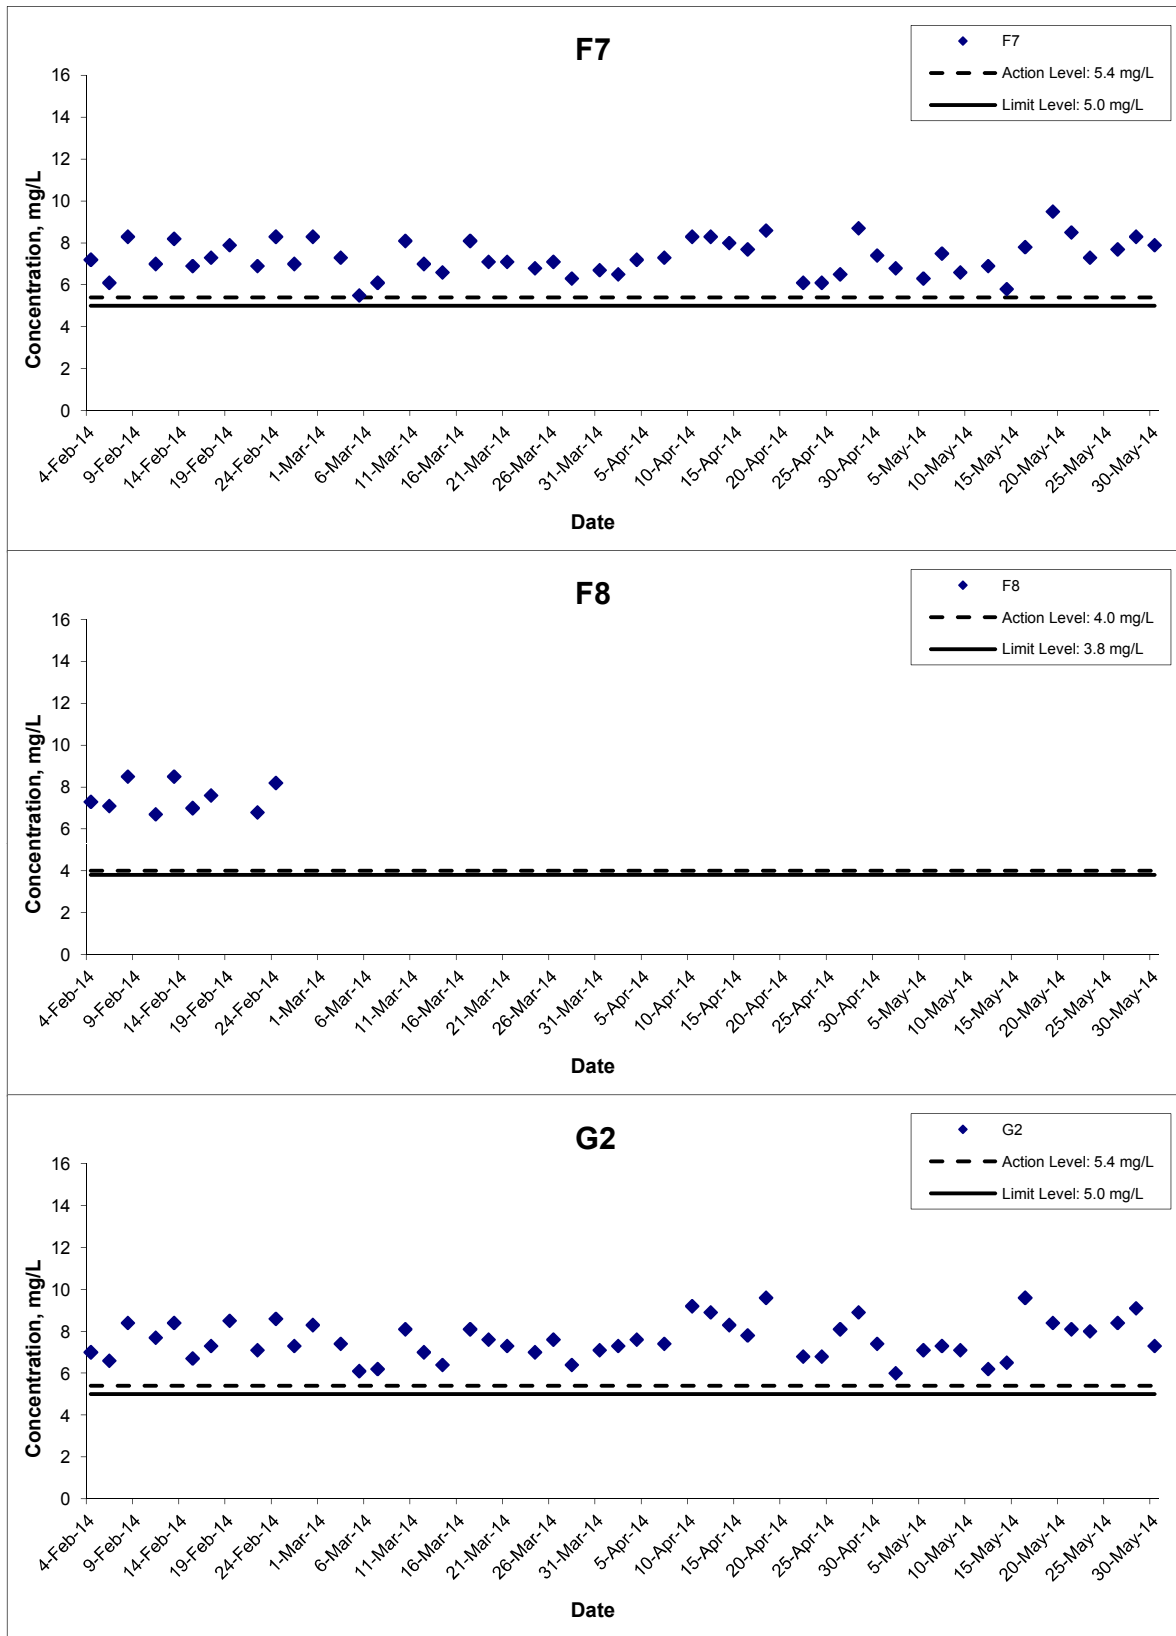 F7
F7
Action Level: 5.4 mg/L
Limit Level: 5.0 mg/L
Concentration, mg/L
16
14
12
10
8
6
4
2
0
4-Feb-14
9-Feb-14
14-Feb-14
19-Feb-14
24-Feb-14
1-Mar-14
6-Mar-14
11-Mar-14
16-Mar-14
21-Mar-14
26-Mar-14
31-Mar-14
5-Apr-14
10-Apr-14
15-Apr-14
20-Apr-14
25-Apr-14
30-Apr-14
5-May-14
10-May-14
15-May-14
20-May-14
25-May-14
30-May-14
Date
F8
F8
Action Level: 4.0 mg/L
Limit Level: 3.8 mg/L
Concentration, mg/L
16
14
12
10
8
6
4
2
0
4-Feb-14
9-Feb-14
14-Feb-14
19-Feb-14
24-Feb-14
1-Mar-14
6-Mar-14
11-Mar-14
16-Mar-14
21-Mar-14
26-Mar-14
31-Mar-14
5-Apr-14
10-Apr-14
15-Apr-14
20-Apr-14
25-Apr-14
30-Apr-14
5-May-14
10-May-14
15-May-14
20-May-14
25-May-14
30-May-14
Date
G2
G2
Action Level: 5.4 mg/L
Limit Level: 5.0 mg/L
Concentration, mg/L
16
14
12
10
8
6
4
2
0
4-Feb-14
9-Feb-14
14-Feb-14
19-Feb-14
24-Feb-14
1-Mar-14
6-Mar-14
11-Mar-14
16-Mar-14
21-Mar-14
26-Mar-14
31-Mar-14
5-Apr-14
10-Apr-14
15-Apr-14
20-Apr-14
25-Apr-14
30-Apr-14
5-May-14
10-May-14
15-May-14
20-May-14
25-May-14
30-May-14
Date